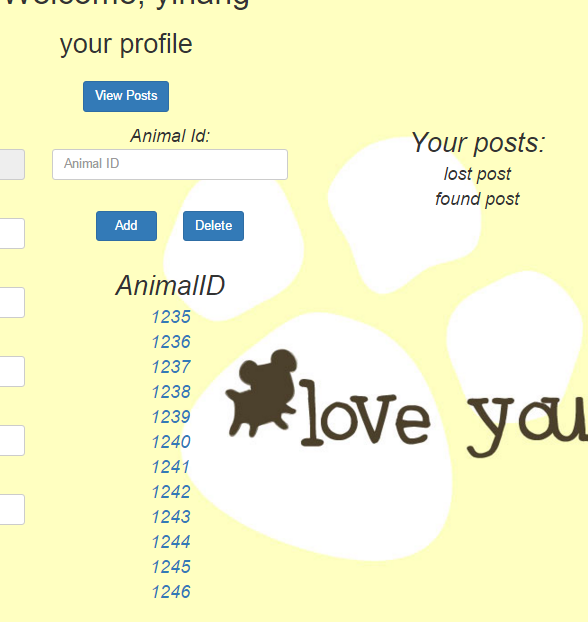 Welcome, yihang
your profile
View Posts
Animal Id:
Animal ID
Add Delete
AnimalID
1235
1236
1237
1238
1239
1240
1241
1242
1243
1244
1245
1246
Your posts:
lost post
found post
love you